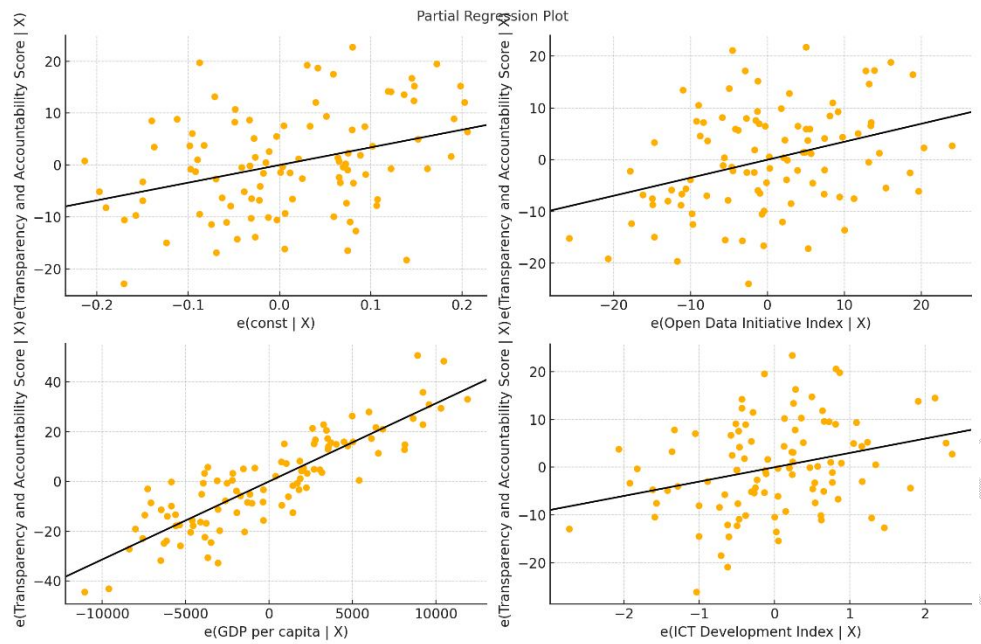 Partial Regression Plot
e(Transparency and Accountability Score | X)
20
10
0
−10
−20
−0.2 −0.1 0.0 0.1 0.2
e(const | X)
e(Transparency and Accountability Score | X)
20
10
0
−10
−20
−20 −10 0 10 20
e(Open Data Initiative Index | X)
e(Transparency and Accountability Score | X)
40
20
0
−20
−40
−10000 −5000 0 5000 10000
e(GDP per capita | X)
e(Transparency and Accountability Score | X)
20
10
0
−10
−20
−2 −1 0 1 2
e(ICT Development Index | X)